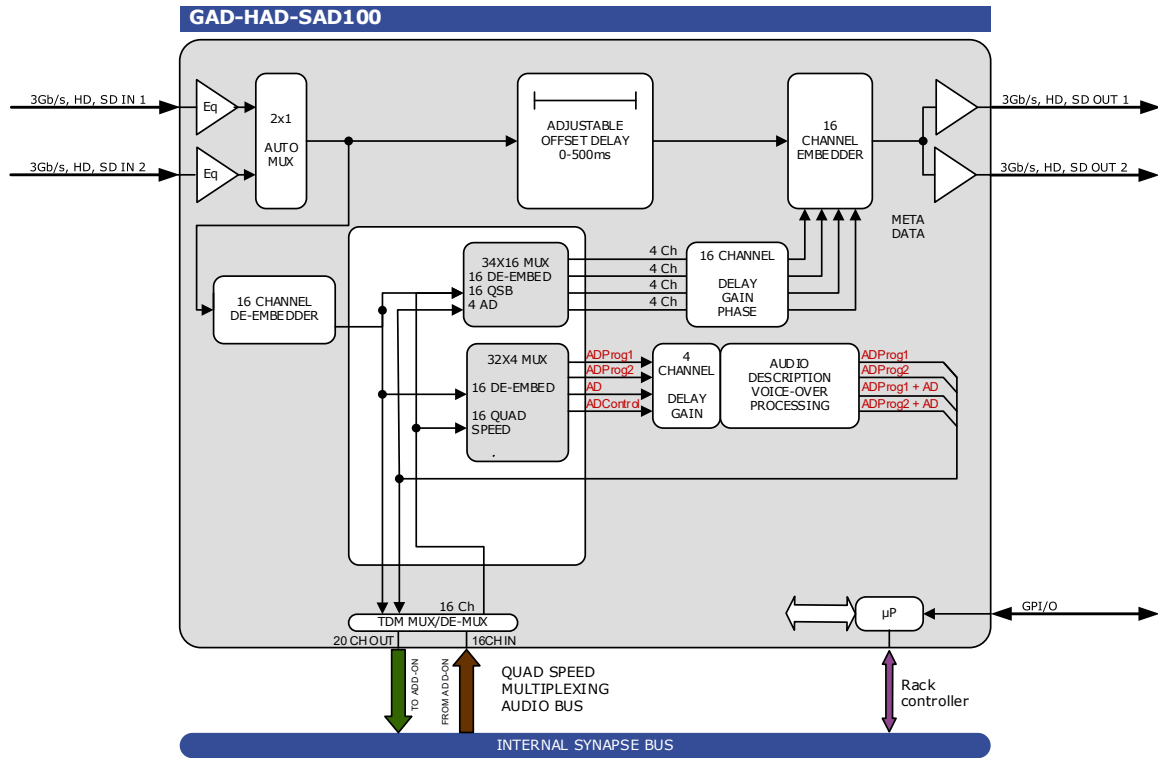 GAD-HAD-SAD100
3Gb/s, HD, SD IN 1
3Gb/s, HD, SD IN 2
Eq
Eq
2x1
AUTO
MUX
ADJUSTABLE
OFFSET DELAY
0-500ms
16
CHANNEL
EMBEDDER
3Gb/s, HD, SD OUT 1
3Gb/s, HD, SD OUT 2
META
DATA
16 CHANNEL
DE-EMBEDDER
34X16 MUX
16 DE-EMBED
16 QSB
4 AD
4 Ch
4 Ch
4 Ch
4 Ch
16 CHANNEL
DELAY
GAIN
PHASE
32X4 MUX
16 DE-EMBED
16 QUAD
SPEED
.
ADProg1
ADProg2
AD
ADControl
4
CHANNEL
DELAY
GAIN
AUDIO
DESCRIPTION
VOICE-OVER
PROCESSING
ADProg1
ADProg2
ADProg1 + AD
ADProg2 + AD
16 Ch
TDM MUX/DE-MUX
20 CH OUT
16CH IN
µP
GPI/O
TO ADD-ON
FROM ADD-ON
QUAD SPEED
MULTIPLEXING
AUDIO BUS
Rack
controller
INTERNAL SYNAPSE BUS